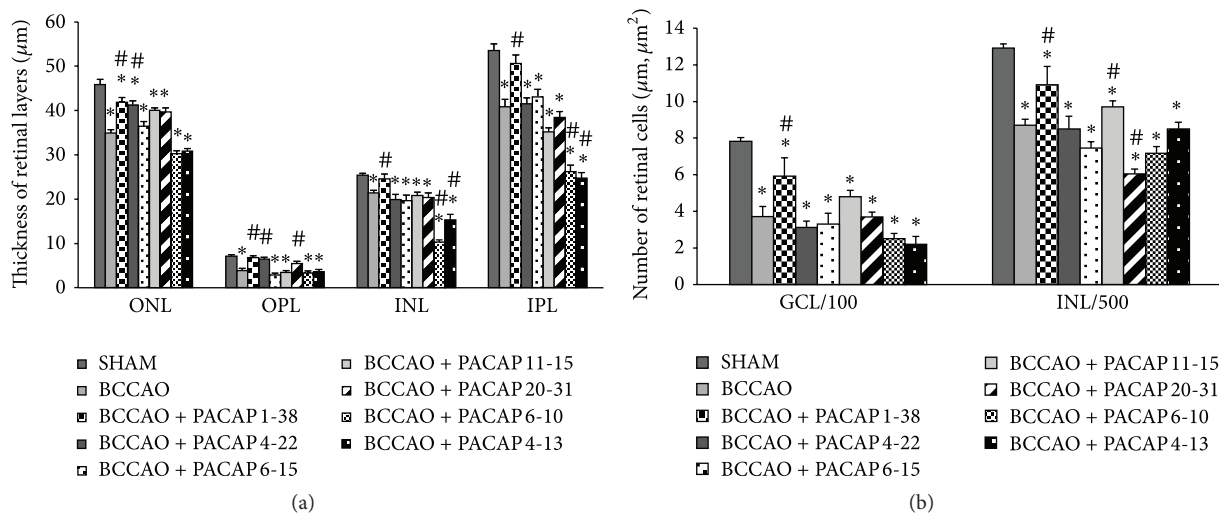 60
50
40
30
20
10
0
Thickness of retinal layers (μm)
* # * # * * * * * *
* # # * * # * *
* # * * * * # * # *
* # * * * * # * # *
ONL OPL INL IPL
SHAM
BCCAO
BCCAO + PACAP 1-38
BCCAO + PACAP 4-22
BCCAO + PACAP 6-15
BCCAO + PACAP 11-15
BCCAO + PACAP 20-31
BCCAO + PACAP 6-10
BCCAO + PACAP 4-13
(a)
14
12
10
8
6
4
2
0
Number of retinal cells (μm, μm²)
* # * * * * * * *
* # * * * # * # * * *
GCL/100 INL/500
SHAM
BCCAO
BCCAO + PACAP 1-38
BCCAO + PACAP 4-22
BCCAO + PACAP 6-15
BCCAO + PACAP 11-15
BCCAO + PACAP 20-31
BCCAO + PACAP 6-10
BCCAO + PACAP 4-13
(b)